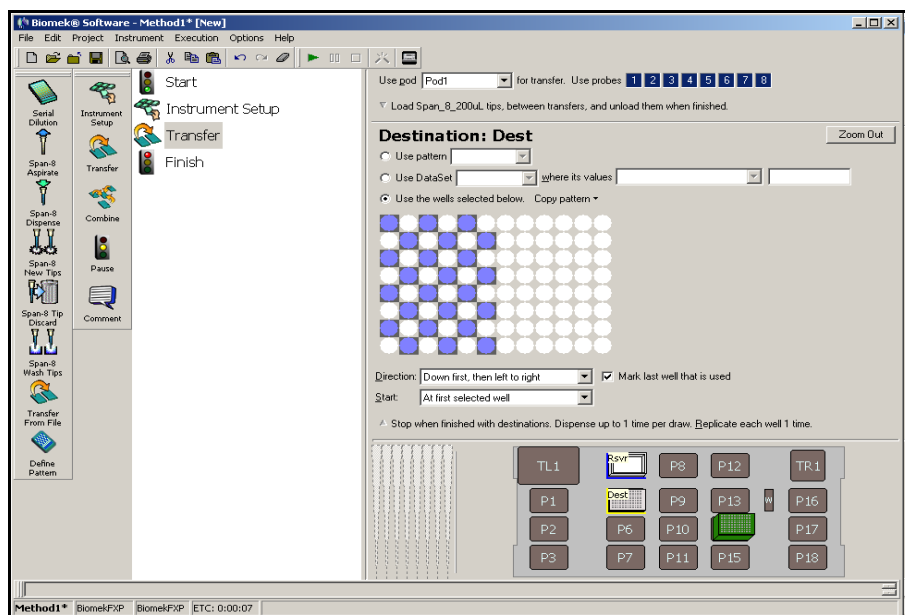 Biomek® Software - Method1* [New]
File Edit Project Instrument Execution Options Help
Serial Dilution
Span-8 Aspirate
Span-8 Dispense
Span-8 New Tips
Span-8 Tip Discard
Span-8 Wash Tips
Transfer From File
Define Pattern
Instrument Setup
Transfer
Combine
Pause
Comment
Start
Instrument Setup
Transfer
Finish
Use pod Pod1 for transfer. Use probes 1 2 3 4 5 6 7 8
Load Span_8_200uL tips, between transfers, and unload them when finished.
Destination: Dest
Zoom Out
Use pattern
Use DataSet where its values
Use the wells selected below. Copy pattern
Direction: Down first, then left to right Mark last well that is used
Start: At first selected well
Stop when finished with destinations. Dispense up to 1 time per draw. Replicate each well 1 time.
TL1 Rsvr P8 P12 TR1
P1 Dest P9 P13 W P16
P2 P6 P10 P17
P3 P7 P11 P15 P18
Method1* BiomekFXP BiomekFXP ETC: 0:00:07